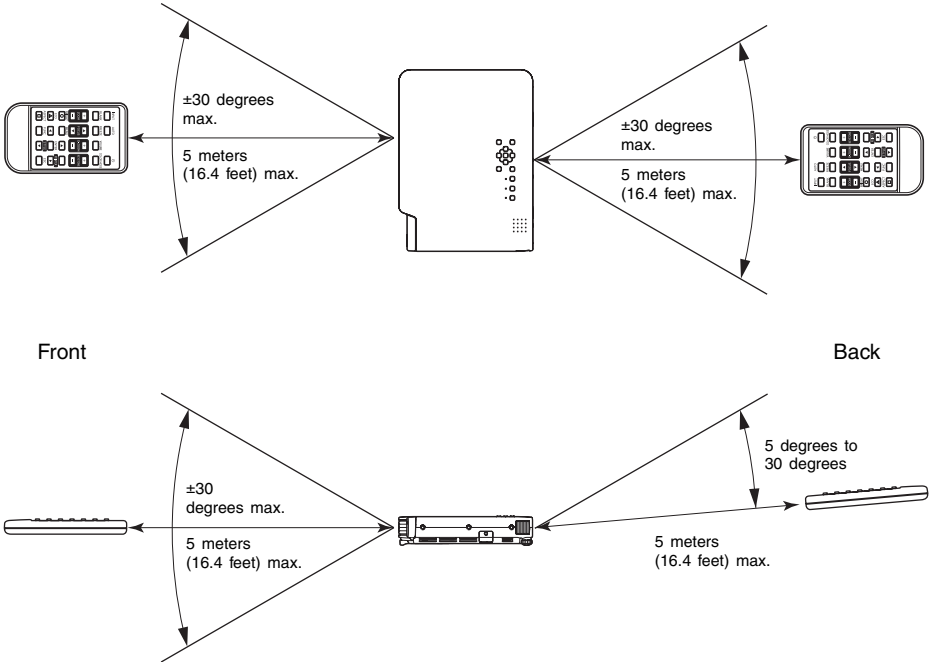 ±30 degrees
max.
5 meters
(16.4 feet) max.
±30 degrees
max.
5 meters
(16.4 feet) max.
Front
Back
±30
degrees max.
5 meters
(16.4 feet) max.
5 degrees to
30 degrees
5 meters
(16.4 feet) max.